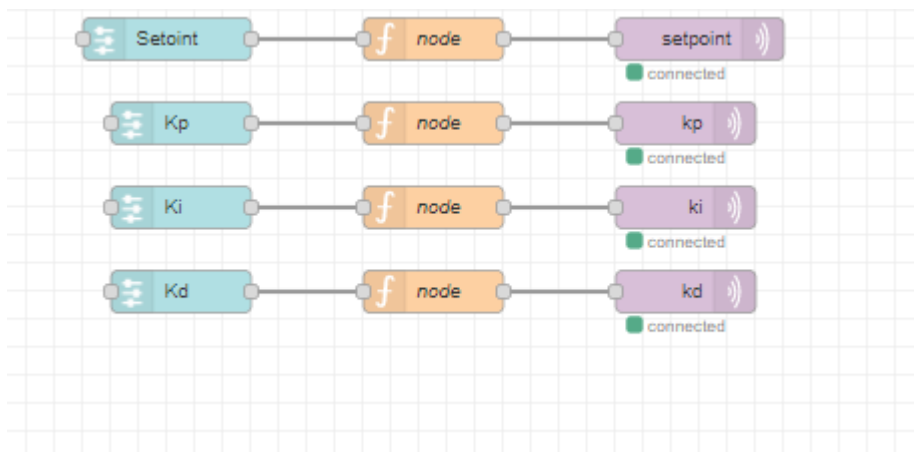 Setoint node setpoint
connected
Kp node kp
connected
Ki node ki
connected
Kd node kd
connected